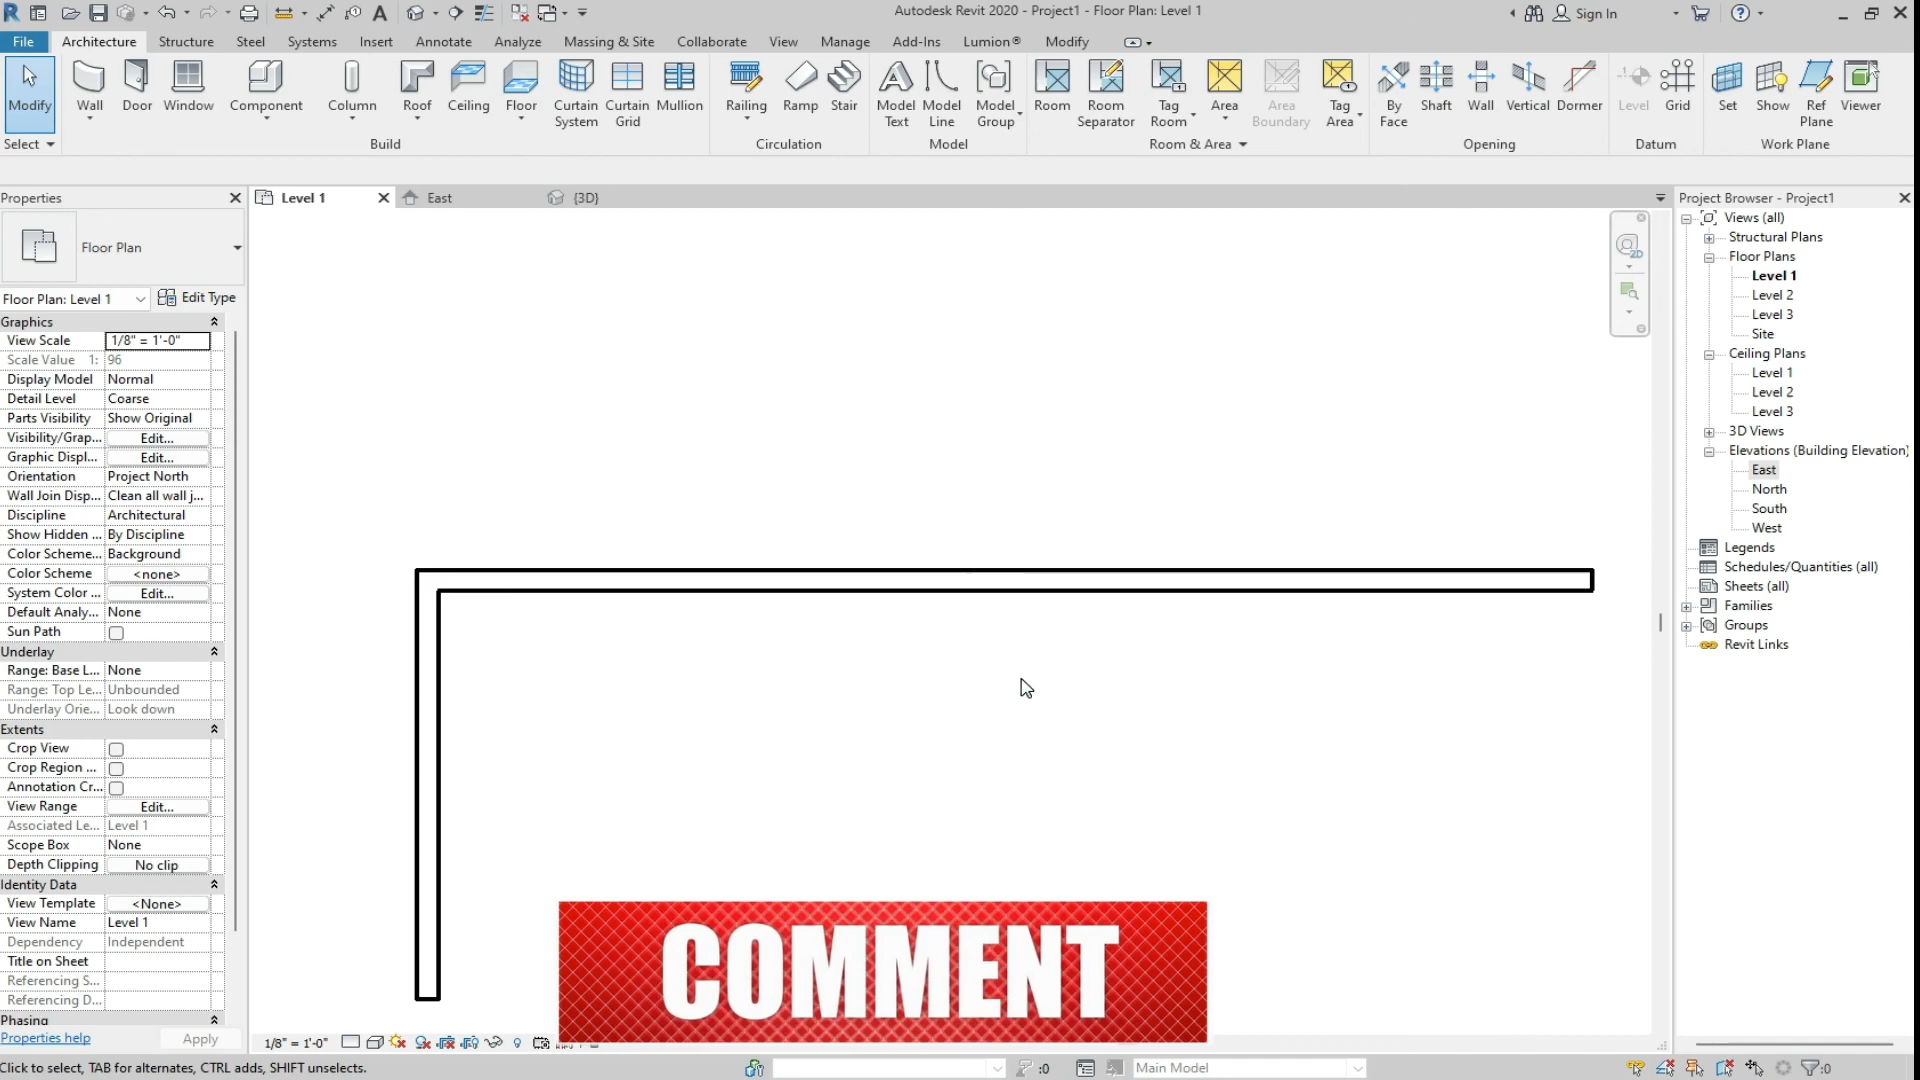 Autodesk Revit 2020 - Project1 - Floor Plan: Level 1
Sign In
File Architecture Structure Steel Systems Insert Annotate Analyze Massing & Site Collaborate View Manage Add-Ins Lumion® Modify
Modify Wall Door Window Component Column Roof Ceiling Floor Curtain System Curtain Grid Mullion Railing Ramp Stair Model Text Model Line Model Group Room Room Separator Tag Room Area Area Boundary Tag Area By Face Shaft Wall Vertical Dormer Level Grid Set Show Ref Plane Viewer
Select Build Circulation Model Room & Area Opening Datum Work Plane
Properties
Level 1 East {3D}
Floor Plan
Floor Plan: Level 1 Edit Type
Graphics
View Scale 1/8" = 1'-0"
Scale Value 1: 96
Display Model Normal
Detail Level Coarse
Parts Visibility Show Original
Visibility/Grap... Edit...
Graphic Displ... Edit...
Orientation Project North
Wall Join Disp... Clean all wall j...
Discipline Architectural
Show Hidden ... By Discipline
Color Scheme... Background
Color Scheme <none>
System Color ... Edit...
Default Analy... None
Sun Path
Underlay
Range: Base L... None
Range: Top Le... Unbounded
Underlay Orie... Look down
Extents
Crop View
Crop Region ...
Annotation Cr...
View Range Edit...
Associated Le... Level 1
Scope Box None
Depth Clipping No clip
Identity Data
View Template <None>
View Name Level 1
Dependency Independent
Title on Sheet
Referencing S...
Referencing D...
Phasing
Properties help Apply
2D
Project Browser - Project1
Views (all)
Structural Plans
Floor Plans
Level 1
Level 2
Level 3
Site
Ceiling Plans
Level 1
Level 2
Level 3
3D Views
Elevations (Building Elevation)
East
North
South
West
Legends
Schedules/Quantities (all)
Sheets (all)
Families
Groups
Revit Links
COMMENT
1/8" = 1'-0"
Click to select, TAB for alternates, CTRL adds, SHIFT unselects.
:0
Main Model
:0